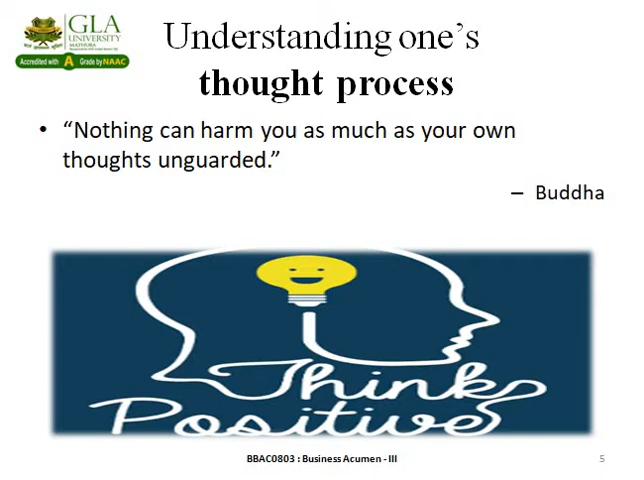 GLA
UNIVERSITY
MATHURA
Accredited with A Grade by NAAC
Understanding one's
thought process
• “Nothing can harm you as much as your own
thoughts unguarded.”
– Buddha
Think
Positive
BBAC0803 : Business Acumen - III
5